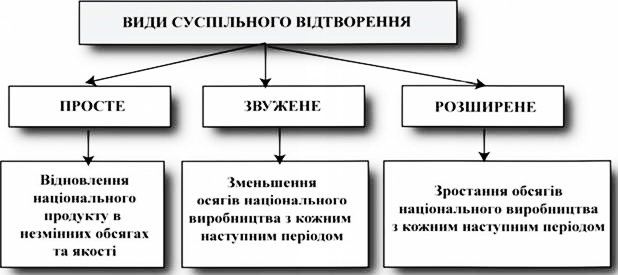 ВИДИ СУСПІЛЬНОГО ВІДТВОРЕННЯ
ПРОСТЕ
ЗВУЖЕНЕ
РОЗШИРЕНЕ
Відновлення
національного
продукту в
незмінних обсягах
та якості
Зменьшення
осягів національного
виробництва з кожним
наступним періодом
Зростання обсягів
національного виробництва
з кожним наступним періодом